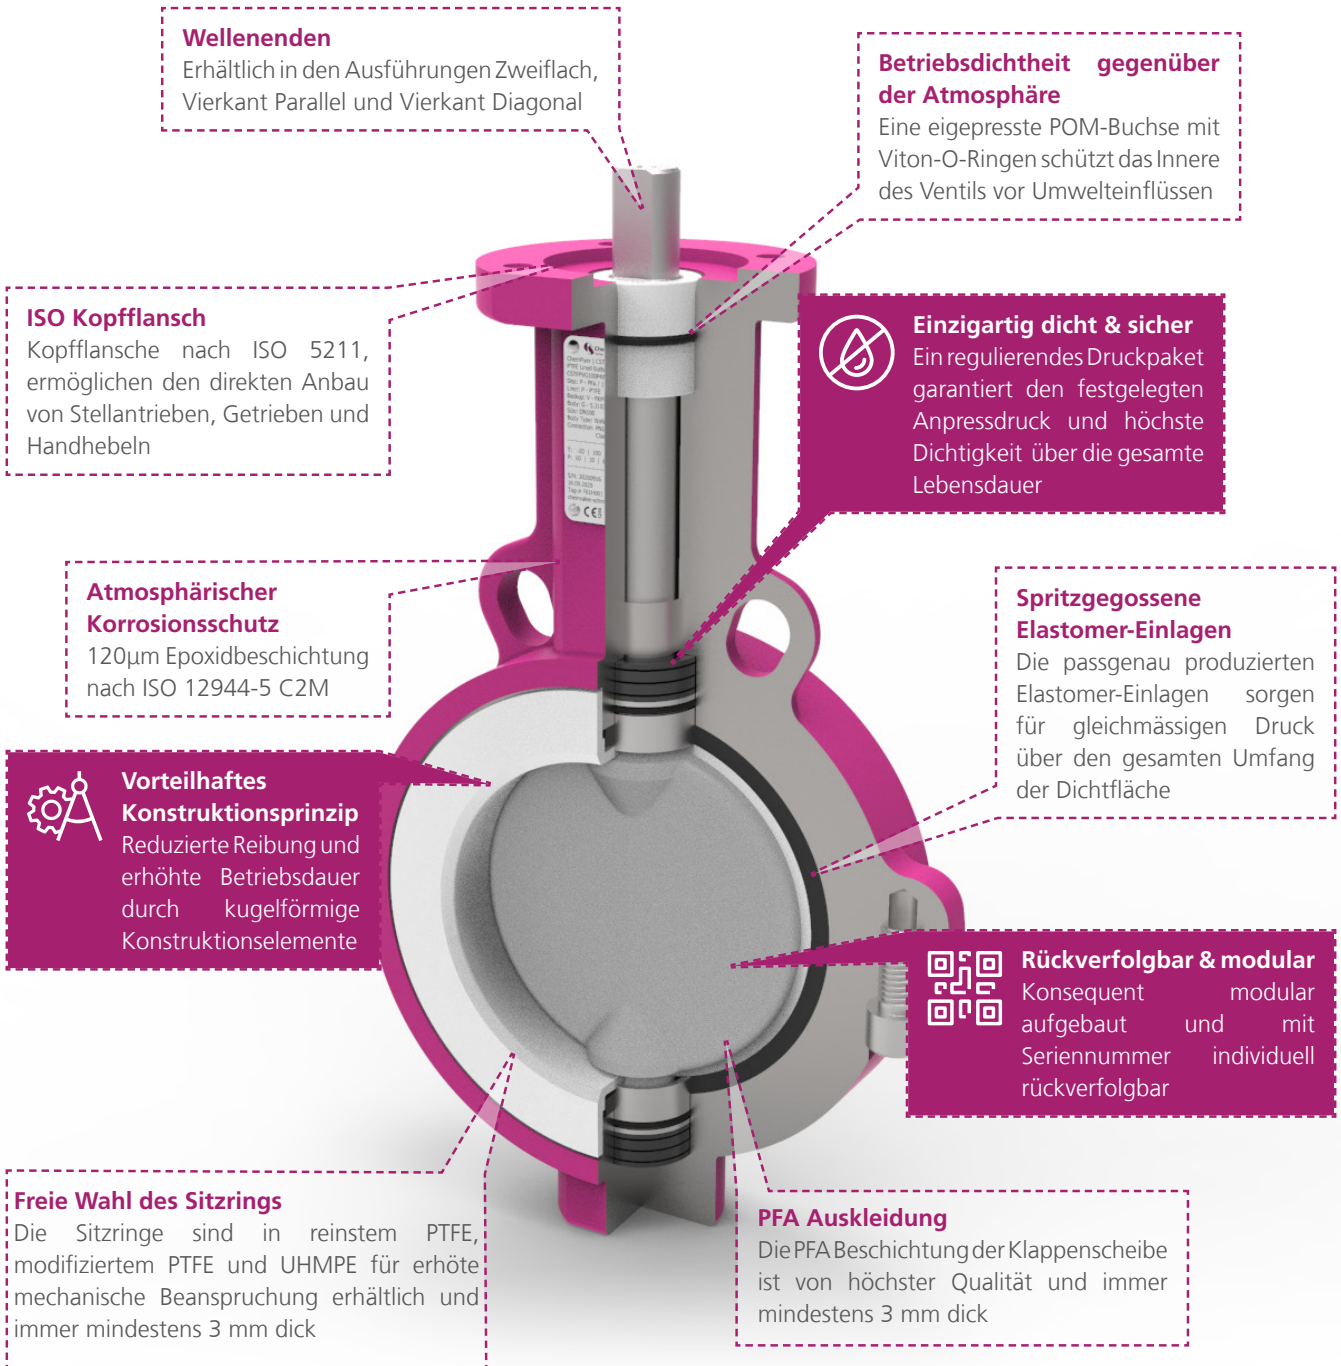 Wellenenden
Erhältlich in den Ausführungen Zweiflach,
Vierkant Parallel und Vierkant Diagonal
Betriebsdichtheit gegenüber
der Atmosphäre
Eine eigepresste POM-Buchse mit
Viton-O-Ringen schützt das Innere
des Ventils vor Umwelteinflüssen
ISO Kopfflansch
Kopfflansche nach ISO 5211,
ermöglichen den direkten Anbau
von Stellantrieben, Getrieben und
Handhebeln
Einzigartig dicht & sicher
Ein regulierendes Druckpaket
garantiert den festgelegten
Anpressdruck und höchste
Dichtigkeit über die gesamte
Lebensdauer
Atmosphärischer
Korrosionsschutz
120µm Epoxidbeschichtung
nach ISO 12944-5 C2M
Spritzgegossene
Elastomer-Einlagen
Die passgenau produzierten
Elastomer-Einlagen sorgen
für gleichmässigen Druck
über den gesamten Umfang
der Dichtfläche
Vorteilhaftes
Konstruktionsprinzip
Reduzierte Reibung und
erhöhte Betriebsdauer
durch kugelförmige
Konstruktionselemente
Rückverfolgbar & modular
Konsequent modular
aufgebaut und mit
Seriennummer individuell
rückverfolgbar
Freie Wahl des Sitzrings
Die Sitzringe sind in reinstem PTFE,
modifiziertem PTFE und UHMPE für erhöte
mechanische Beanspruchung erhältlich und
immer mindestens 3 mm dick
PFA Auskleidung
Die PFA Beschichtung der Klappenscheibe
ist von höchster Qualität und immer
mindestens 3 mm dick